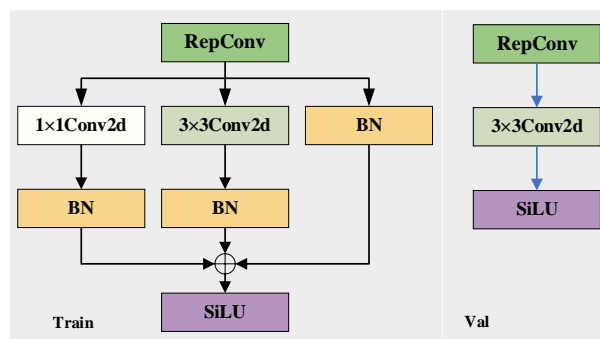 RepConv
1×1Conv2d
3×3Conv2d
BN
BN
BN
SiLU
Train
RepConv
3×3Conv2d
SiLU
Val